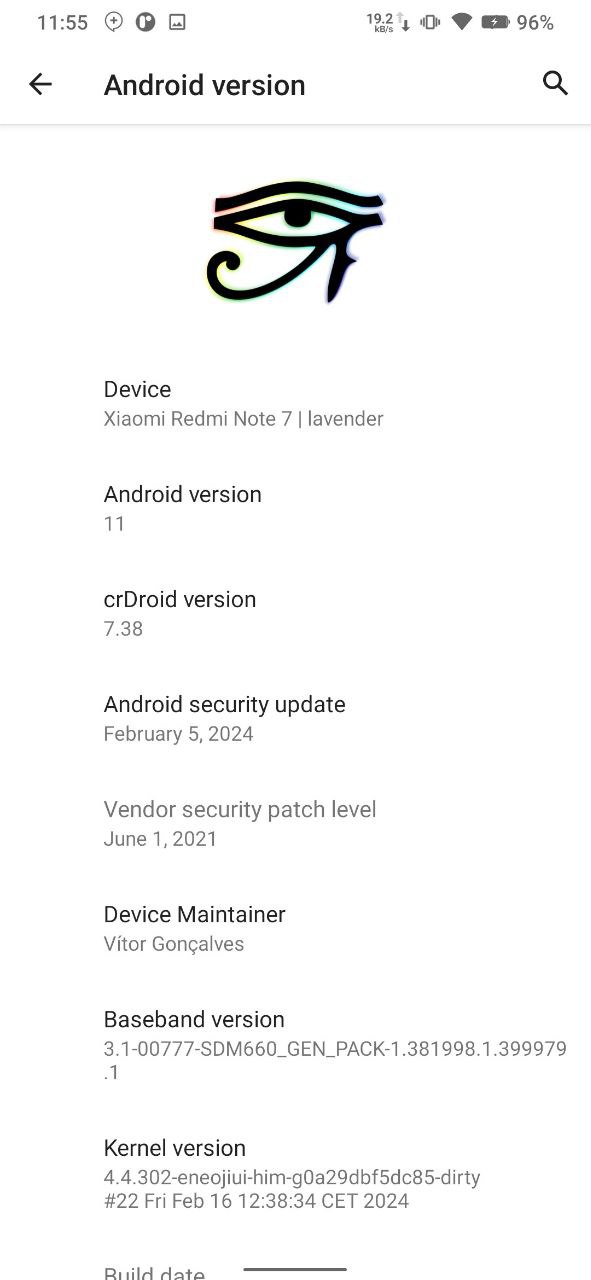 11:55
19.2 kB/s 96%
Android version
Device
Xiaomi Redmi Note 7 | lavender
Android version
11
crDroid version
7.38
Android security update
February 5, 2024
Vendor security patch level
June 1, 2021
Device Maintainer
Vítor Gonçalves
Baseband version
3.1-00777-SDM660_GEN_PACK-1.381998.1.399979
.1
Kernel version
4.4.302-eneojiui-him-g0a29dbf5dc85-dirty
#22 Fri Feb 16 12:38:34 CET 2024
Build date